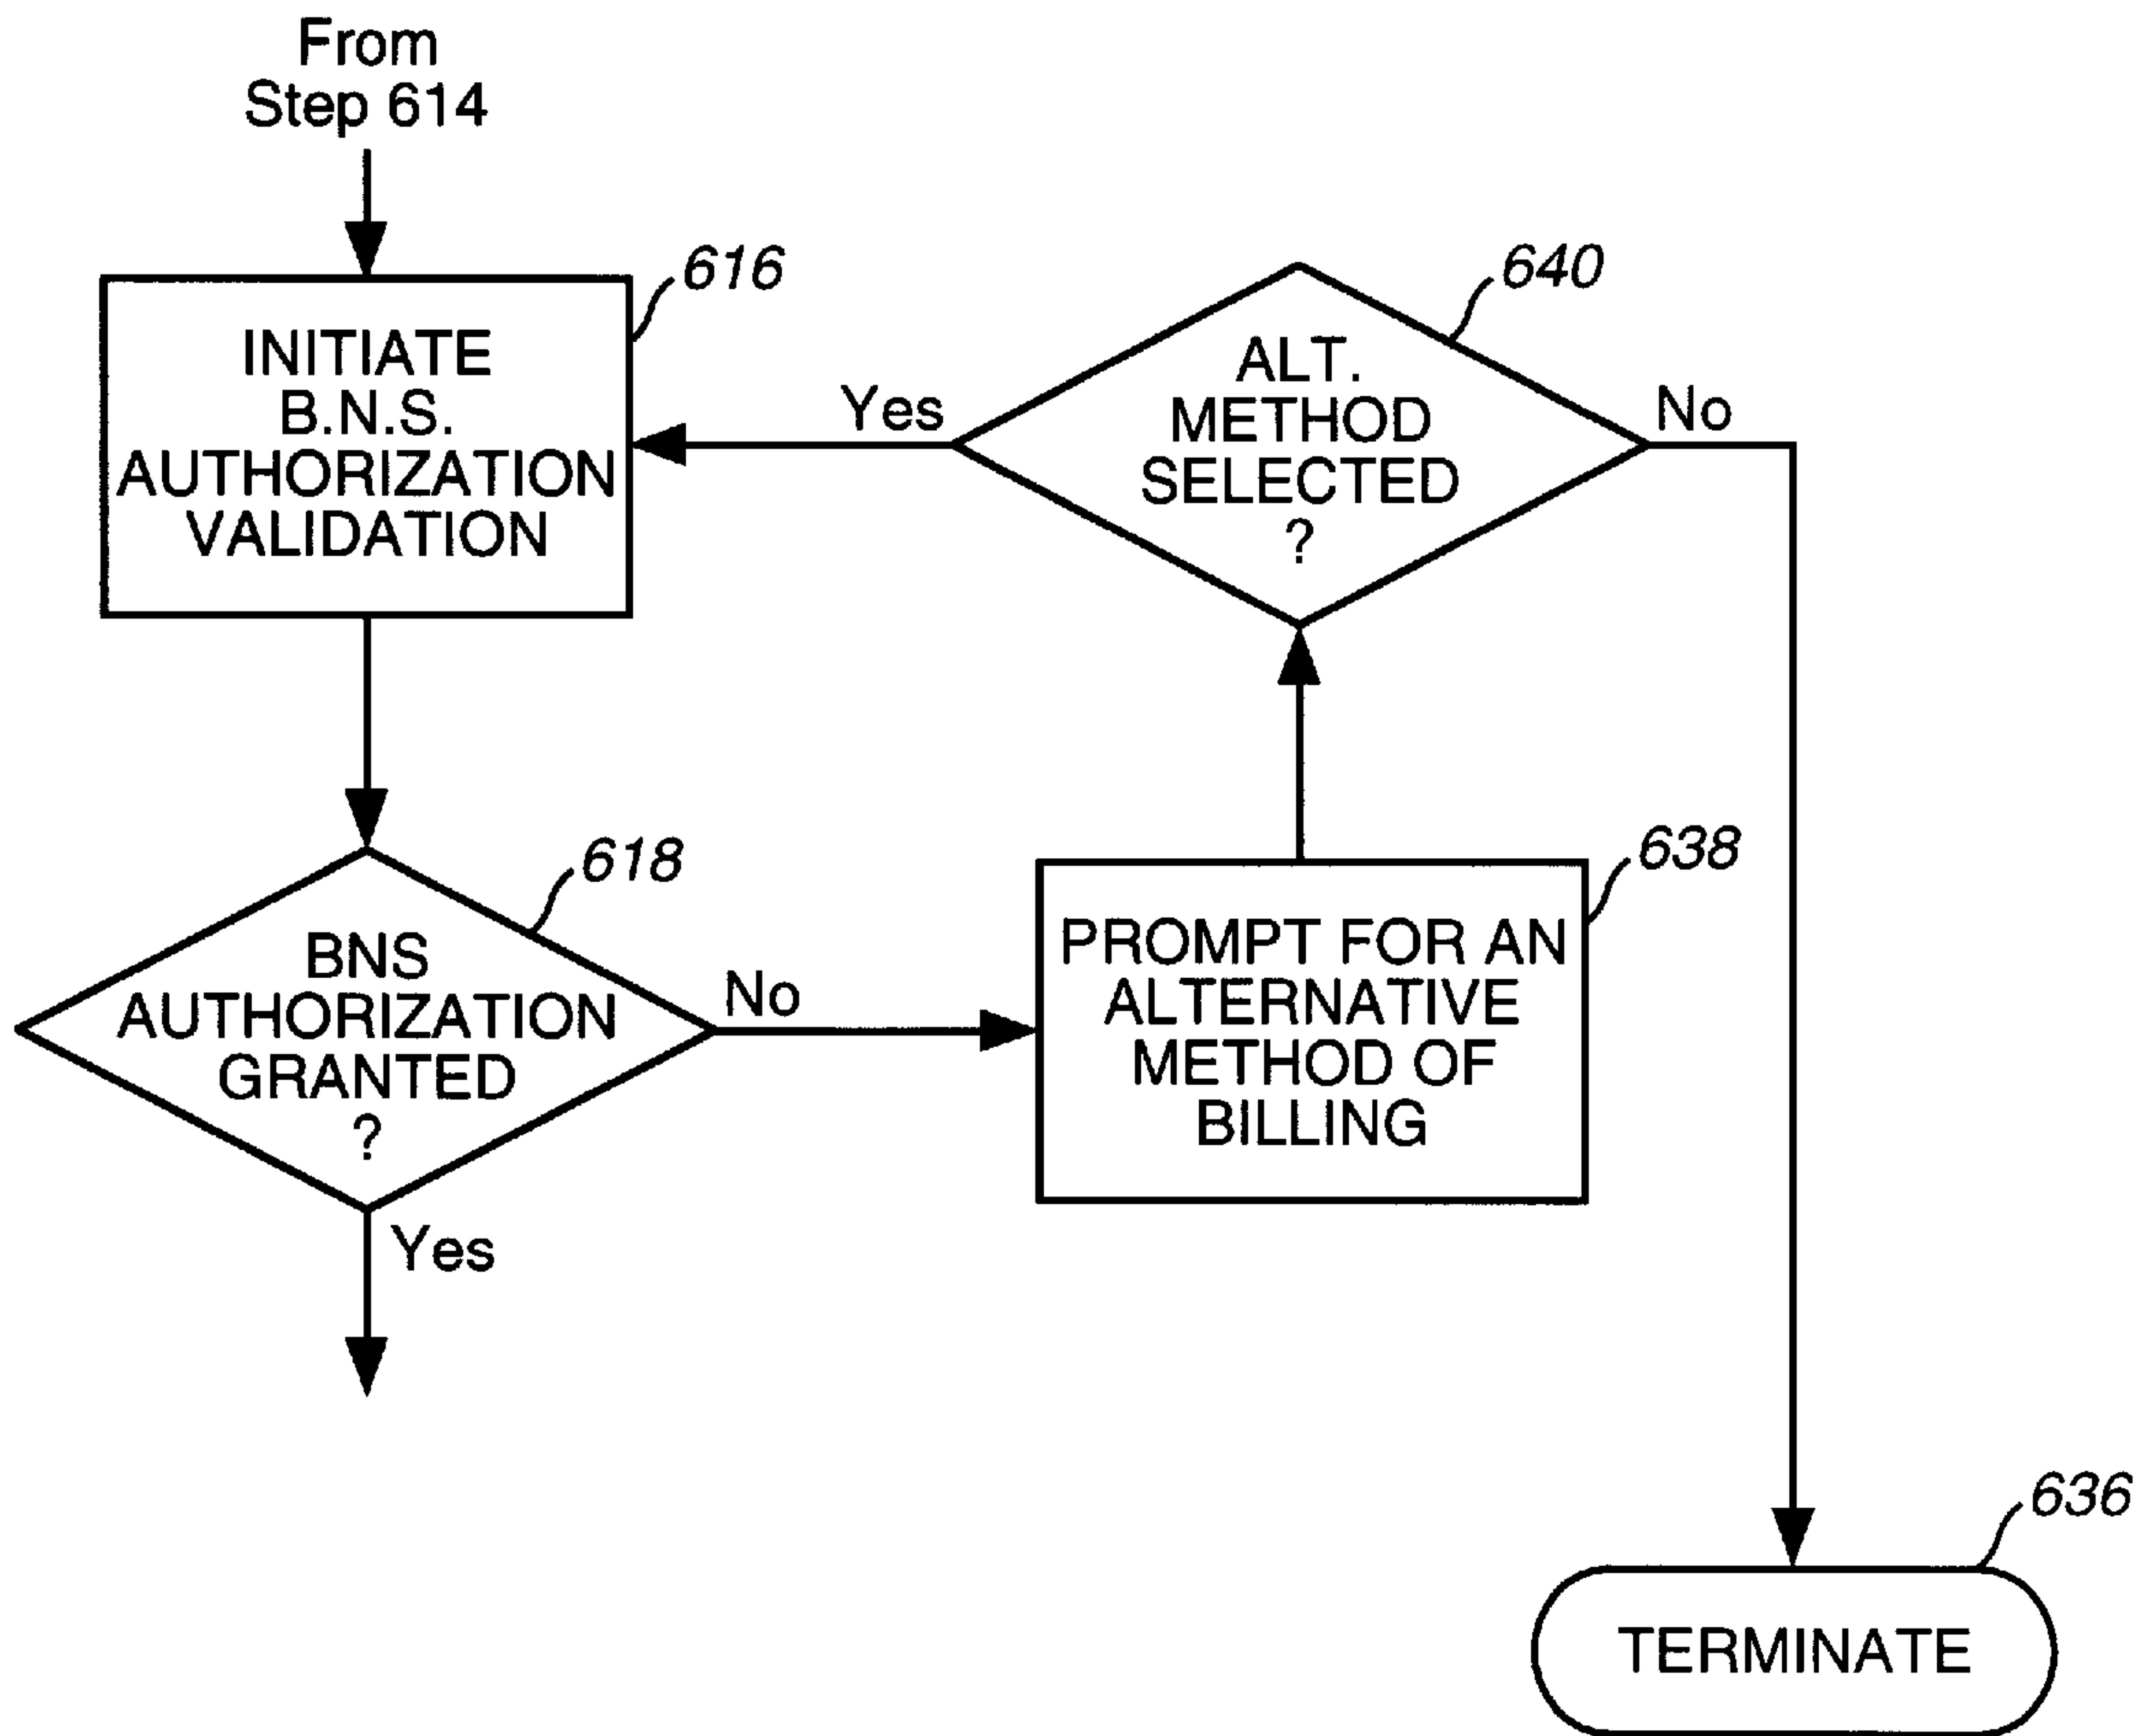 From
Step 614
616
INITIATE
B.N.S.
AUTHORIZATION
VALIDATION
640
ALT.
METHOD
SELECTED
?
Yes
No
618
BNS
AUTHORIZATION
GRANTED
?
No
Yes
638
PROMPT FOR AN
ALTERNATIVE
METHOD OF
BILLING
636
TERMINATE